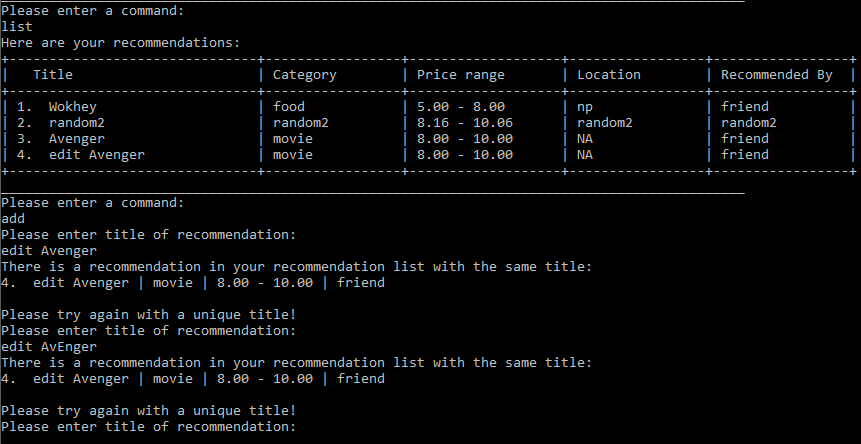 Please enter a command:
list
Here are your recommendations:
+-------------------------------+-----------------+-------------------+-----------------+-----------------+
|   Title                       | Category        | Price range       | Location        | Recommended By  |
+-------------------------------+-----------------+-------------------+-----------------+-----------------+
| 1.  Wokhey                    | food            | 5.00 - 8.00       | np              | friend          |
| 2.  random2                   | random2         | 8.16 - 10.06      | random2         | random2         |
| 3.  Avenger                   | movie           | 8.00 - 10.00      | NA              | friend          |
| 4.  edit Avenger              | movie           | 8.00 - 10.00      | NA              | friend          |
+-------------------------------+-----------------+-------------------+-----------------+-----------------+
_____________________________________________________________________________________________
Please enter a command:
add
Please enter title of recommendation:
edit Avenger
There is a recommendation in your recommendation list with the same title:
4.  edit Avenger | movie | 8.00 - 10.00 | friend

Please try again with a unique title!
Please enter title of recommendation:
edit AvEnger
There is a recommendation in your recommendation list with the same title:
4.  edit Avenger | movie | 8.00 - 10.00 | friend

Please try again with a unique title!
Please enter title of recommendation: